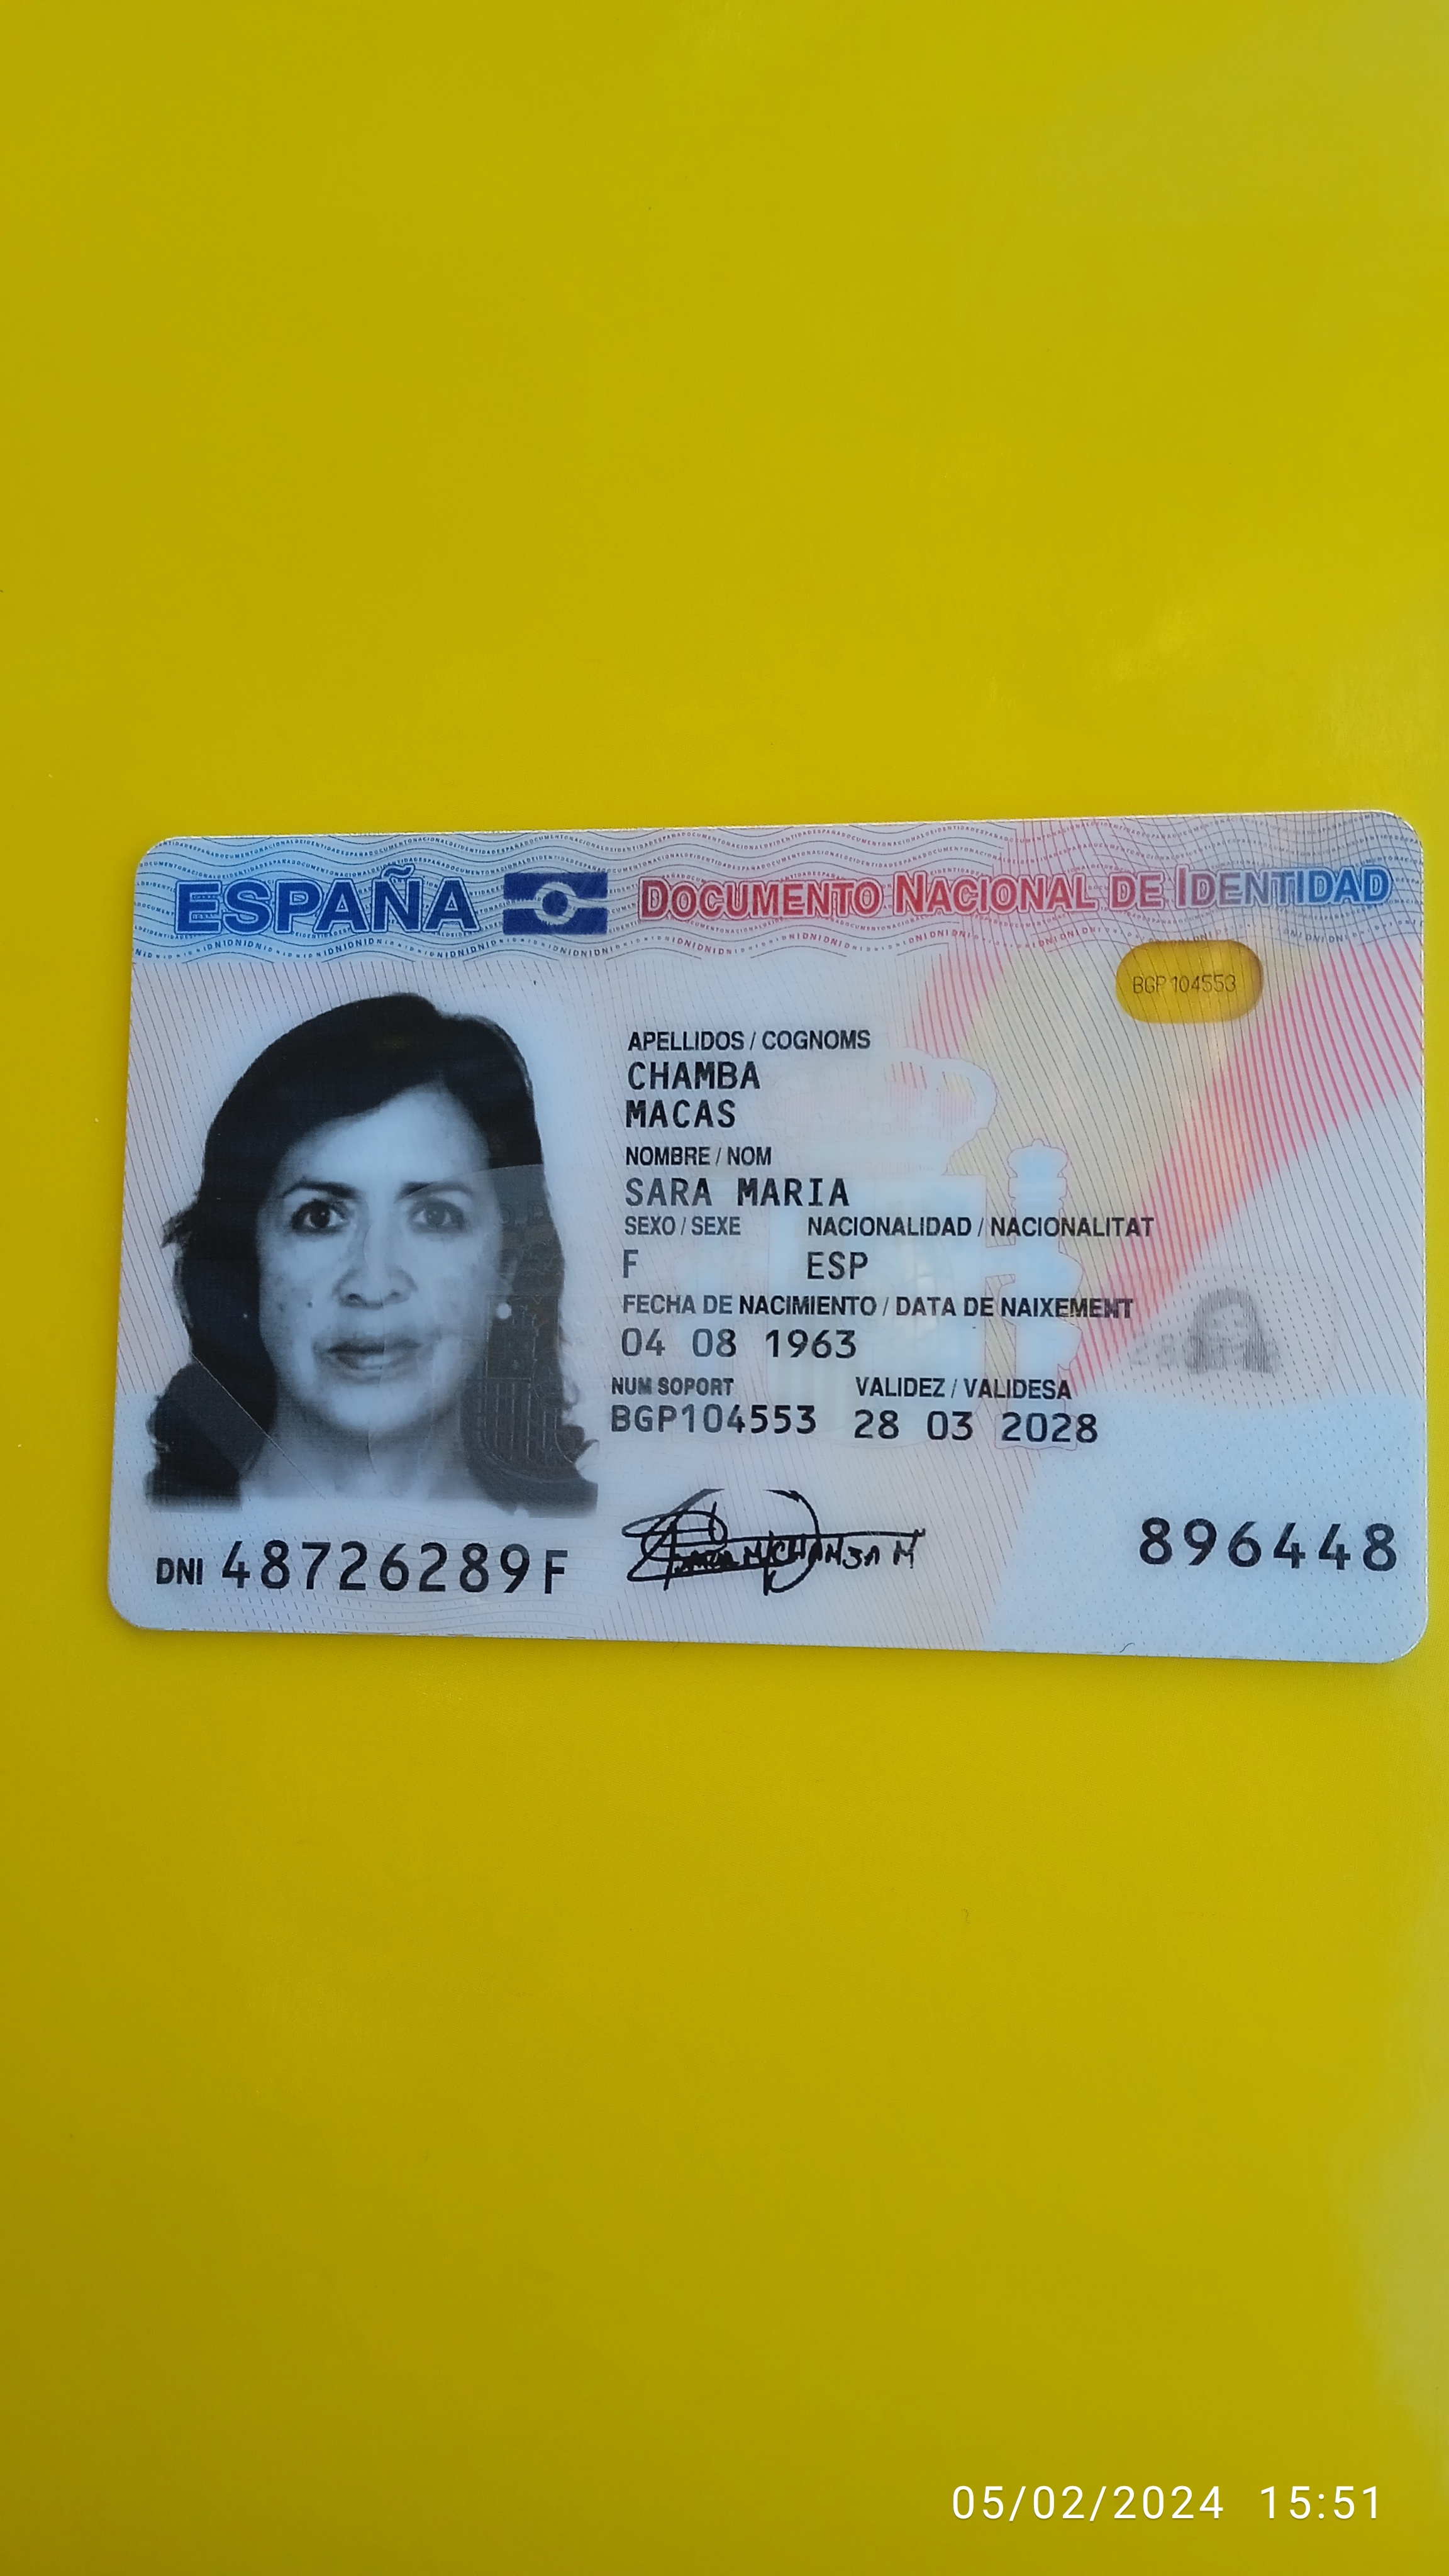 ESPAÑA DOCUMENTO NACIONAL DE IDENTIDAD
BGP104553
APELLIDOS / COGNOMS
CHAMBA
MACAS
NOMBRE / NOM
SARA MARIA
SEXO / SEXE NACIONALIDAD / NACIONALITAT
F ESP
FECHA DE NACIMIENTO / DATA DE NAIXEMENT
04 08 1963
NUM SOPORT VALIDEZ / VALIDESA
BGP104553 28 03 2028
DNI 48726289F
896448
05/02/2024 15:51